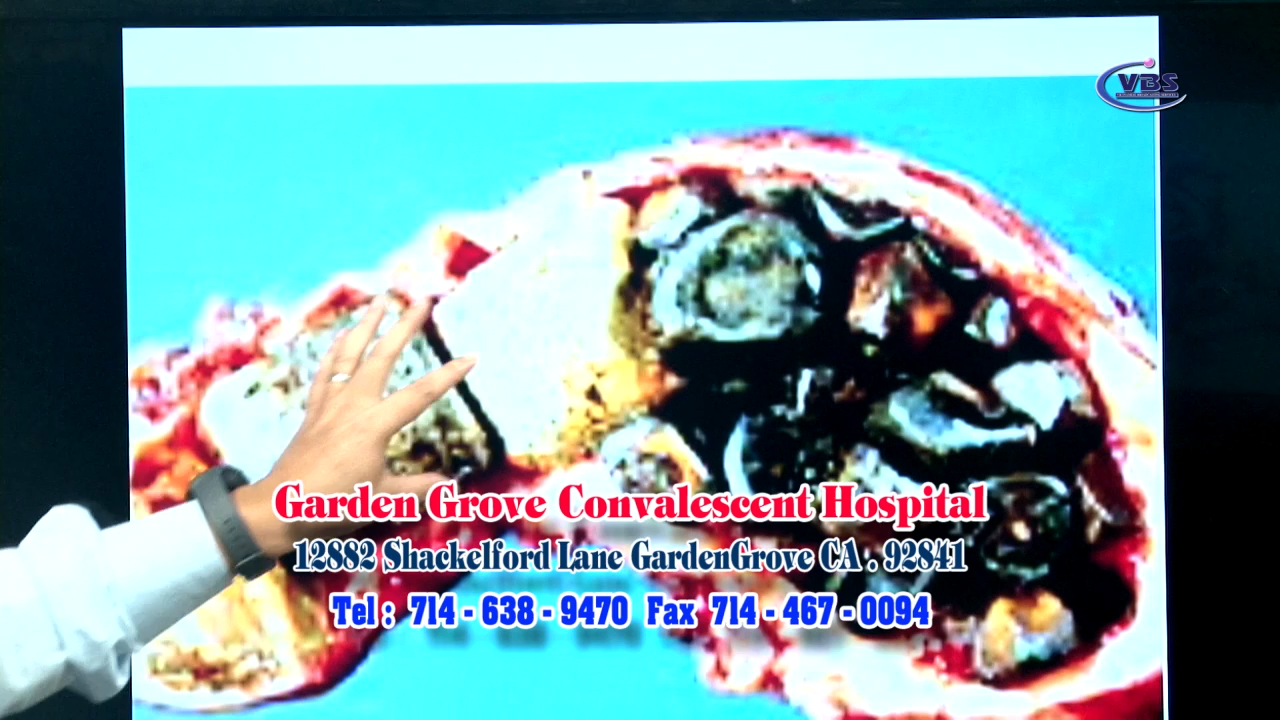 VBS
Garden Grove Convalescent Hospital
12882 Shackelford Lane GardenGrove CA . 92841
Tel : 714 - 638 - 9470 Fax 714 - 467 - 0094